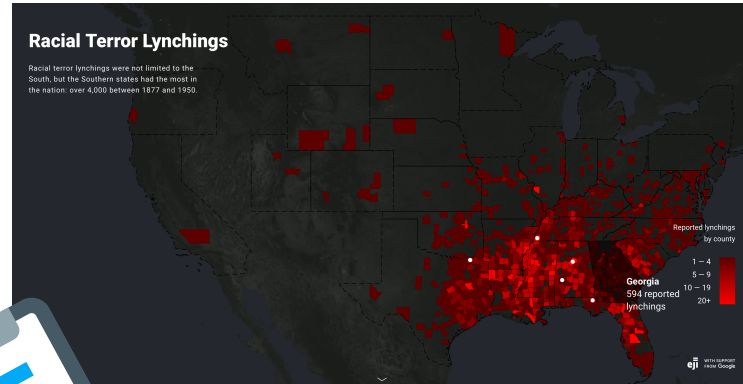 Racial Terror Lynchings
Racial terror lynchings were not limited to the
South, but the Southern states had the most in
the nation: over 4,000 between 1877 and 1950.
Reported lynchings
by county
1 — 4
5 — 9
10 — 19
20+
Georgia
594 reported
lynchings
eji
WITH SUPPORT
FROM Google